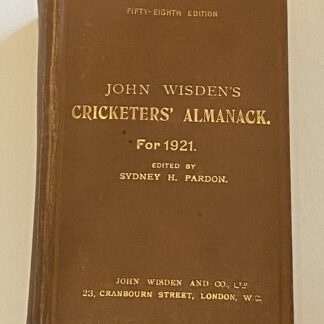 FIFTY-EIGHTH EDITION
JOHN WISDEN'S
CRICKETERS' ALMANACK.
For 1921.
EDITED BY
SYDNEY H. PARDON.
JOHN WISDEN AND CO., LTD
23, CRANBOURN STREET, LONDON, W.C.